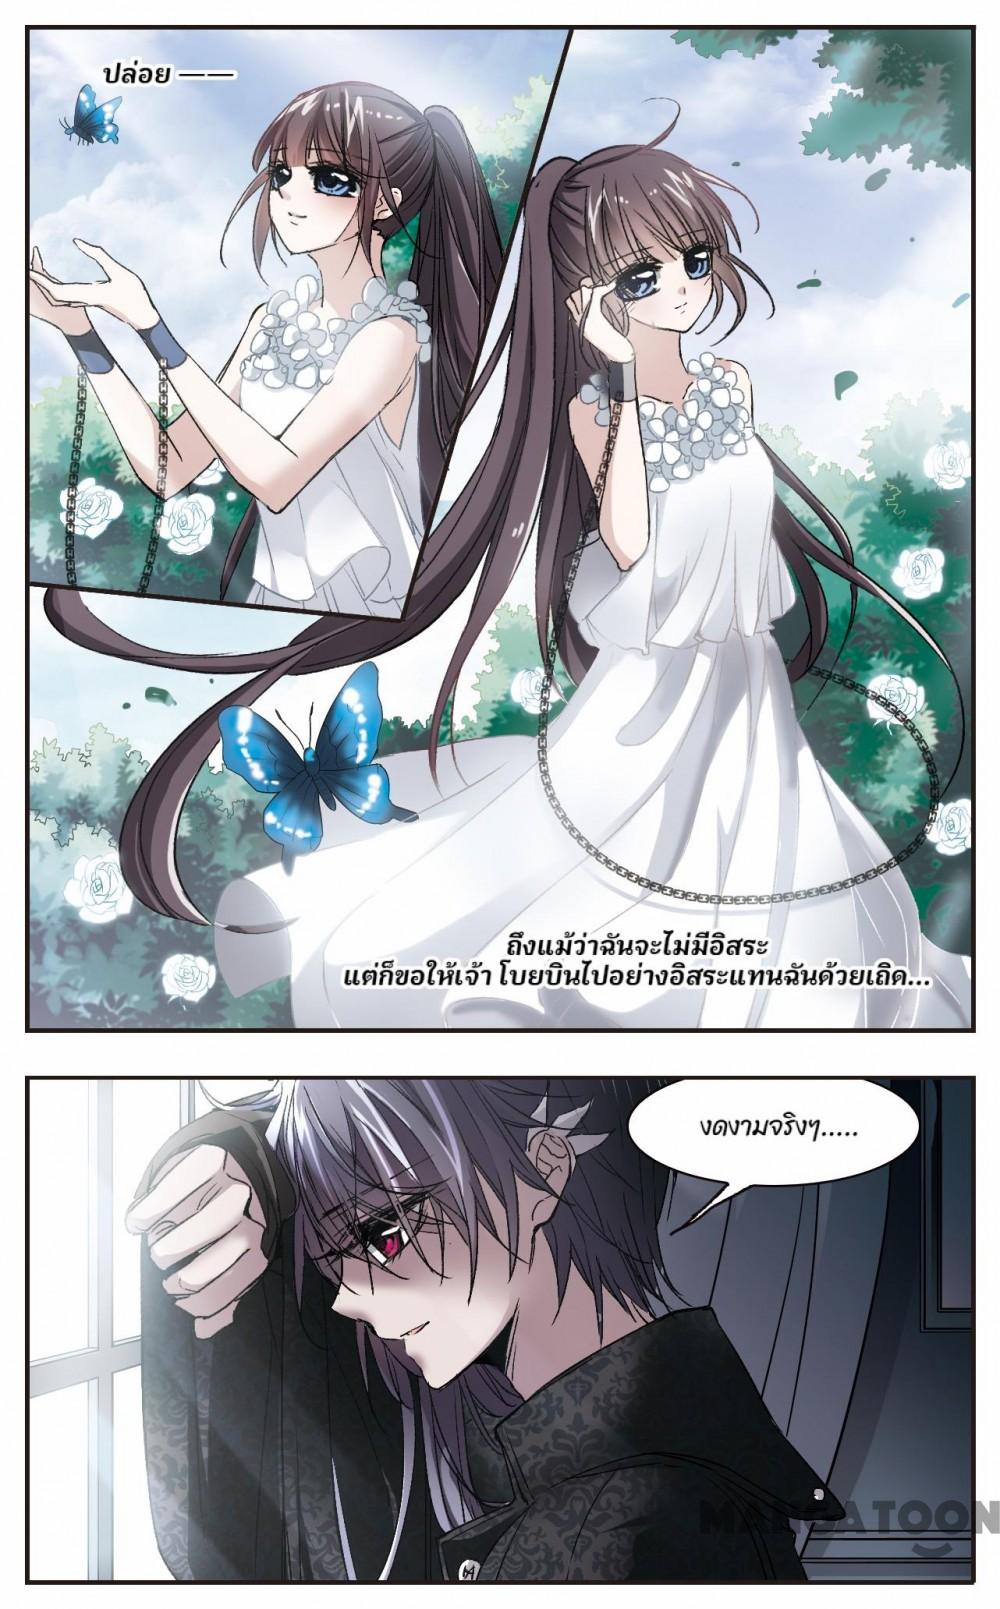 ปล่อย ——
ถึงแม้ว่าฉันจะไม่มีอิสระ
แต่ก็ขอให้เจ้า โบยบินไปอย่างอิสระแทนฉันด้วยเถิด...
งดงามจริงๆ.....
MANGATOON